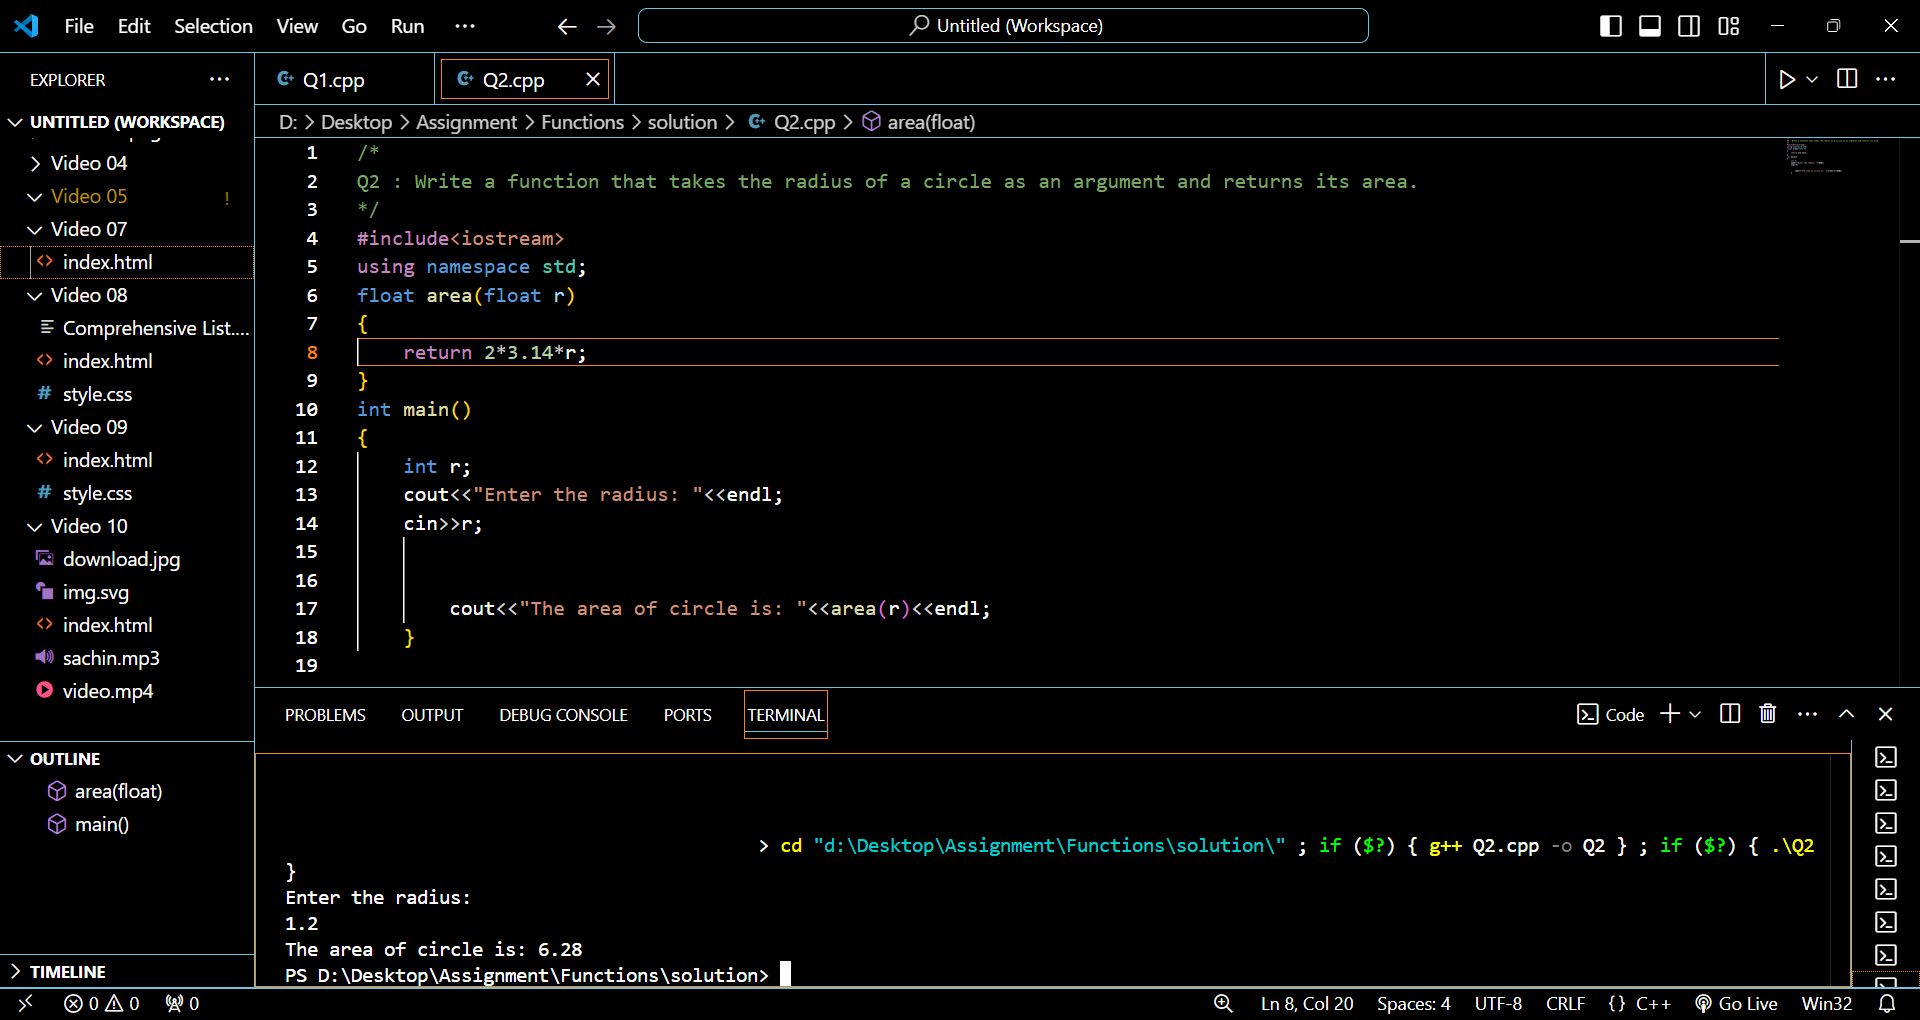 File Edit Selection View Go Run ···
Untitled (Workspace)
EXPLORER ···
Q1.cpp
Q2.cpp
UNTITLED (WORKSPACE)
D: > Desktop > Assignment > Functions > solution > Q2.cpp > area(float)
Video 04
Video 05 !
Video 07
index.html
Video 08
Comprehensive List....
index.html
style.css
Video 09
index.html
style.css
Video 10
download.jpg
img.svg
index.html
sachin.mp3
video.mp4
OUTLINE
area(float)
main()
TIMELINE
1 /*
2 Q2 : Write a function that takes the radius of a circle as an argument and returns its area.
3 */
4 #include<iostream>
5 using namespace std;
6 float area(float r)
7 {
8 return 2*3.14*r;
9 }
10 int main()
11 {
12 int r;
13 cout<<"Enter the radius: "<<endl;
14 cin>>r;
15
16
17 cout<<"The area of circle is: "<<area(r)<<endl;
18 }
19
PROBLEMS OUTPUT DEBUG CONSOLE PORTS TERMINAL
Code
> cd "d:\Desktop\Assignment\Functions\solution\" ; if ($?) { g++ Q2.cpp -o Q2 } ; if ($?) { .\Q2
}
Enter the radius:
1.2
The area of circle is: 6.28
PS D:\Desktop\Assignment\Functions\solution>
0 0 0
Ln 8, Col 20 Spaces: 4 UTF-8 CRLF {} C++ Go Live Win32